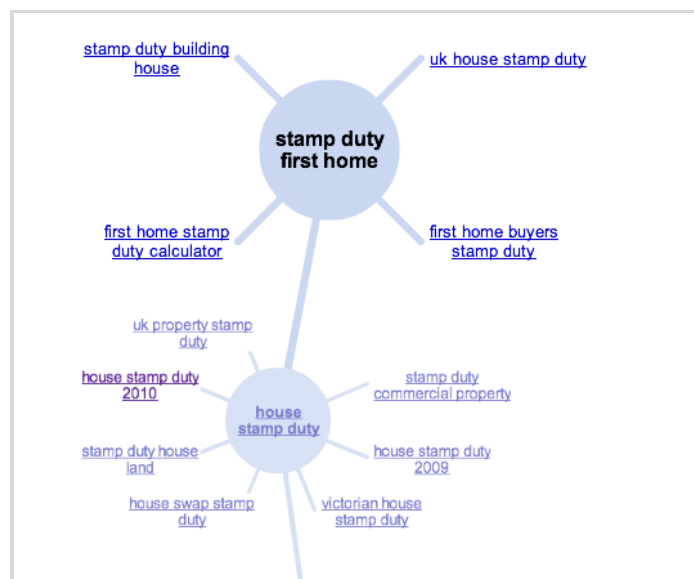 stamp duty building
house
uk house stamp duty
stamp duty
first home
first home stamp
duty calculator
first home buyers
stamp duty
uk property stamp
duty
house stamp duty
2010
stamp duty
commercial property
house
stamp duty
stamp duty house
land
house stamp duty
2009
house swap stamp
duty
victorian house
stamp duty